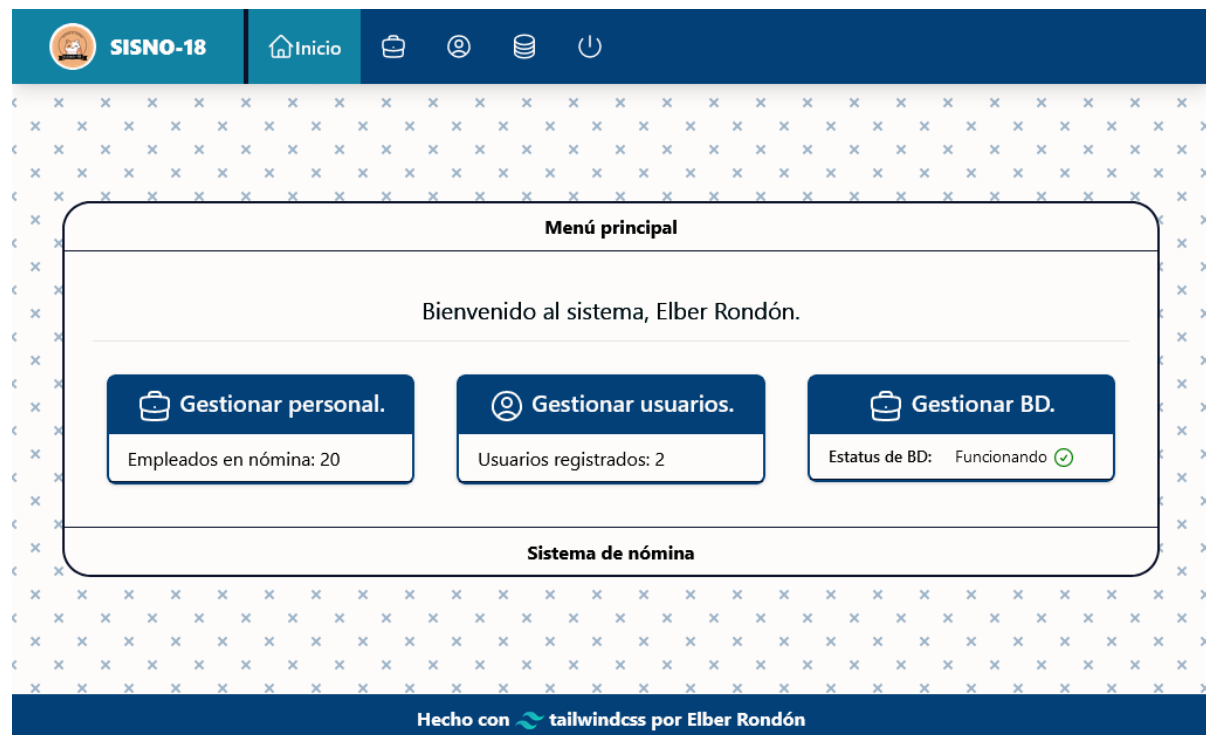 SISNO-18 Inicio
Menú principal
Bienvenido al sistema, Elber Rondón.
Gestionar personal. Gestionar usuarios. Gestionar BD.
Empleados en nómina: 20 Usuarios registrados: 2 Estatus de BD: Funcionando
Sistema de nómina
Hecho con tailwindcss por Elber Rondón